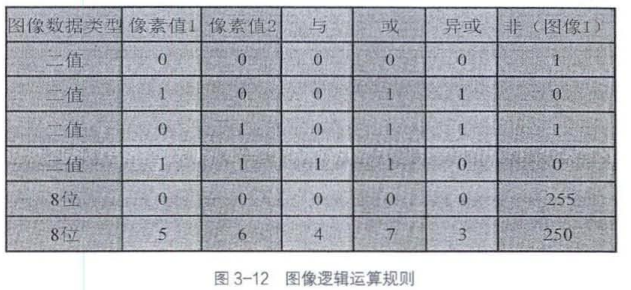 图像数据类型 像素值1 像素值2 与 或 异或 非（图像1）
二值 0 0 0 0 0 1
二值 1 0 0 1 1 0
二值 0 1 0 1 1 1
二值 1 1 1 1 0 0
8位 0 0 0 0 0 255
8位 5 6 4 7 3 250
图 3-12 图像逻辑运算规则